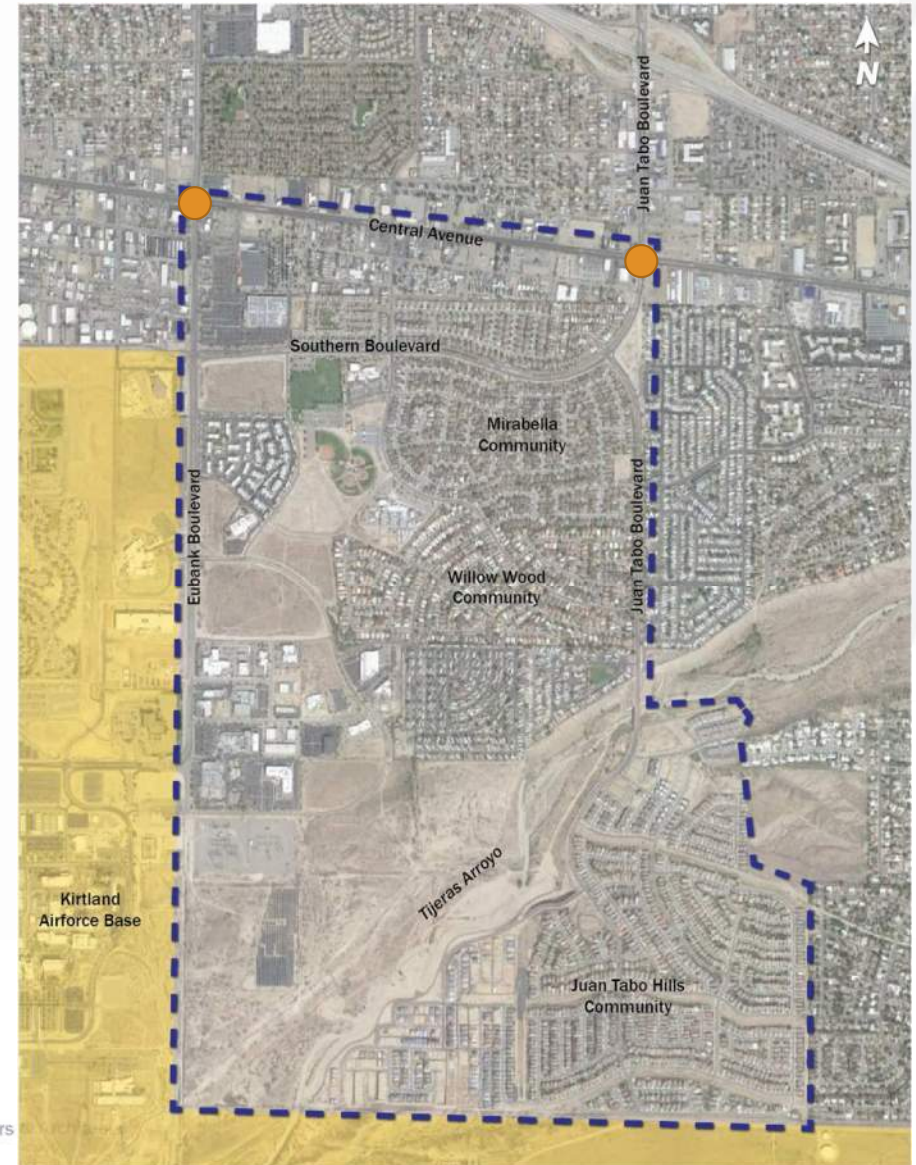 N
Juan Tabo Boulevard
Central Avenue
Southern Boulevard
Mirabella
Community
Eubank Boulevard
Juan Tabo Boulevard
Willow Wood
Community
Tijeras Arroyo
Kirtland
Airforce Base
Juan Tabo Hills
Community
rs